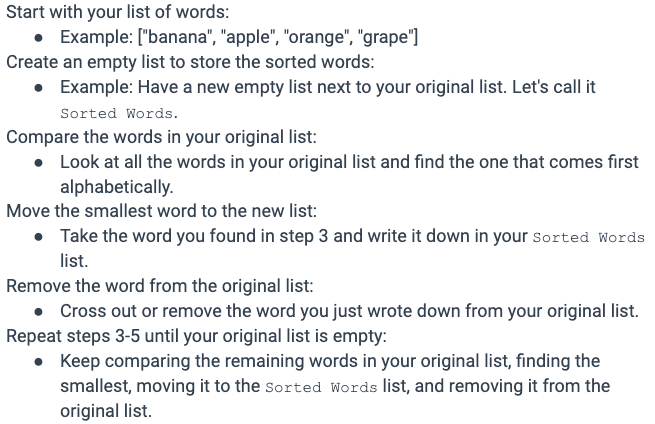 Start with your list of words:
● Example: ["banana", "apple", "orange", "grape"]
Create an empty list to store the sorted words:
● Example: Have a new empty list next to your original list. Let's call it
Sorted Words.
Compare the words in your original list:
● Look at all the words in your original list and find the one that comes first
alphabetically.
Move the smallest word to the new list:
● Take the word you found in step 3 and write it down in your Sorted Words
list.
Remove the word from the original list:
● Cross out or remove the word you just wrote down from your original list.
Repeat steps 3-5 until your original list is empty:
● Keep comparing the remaining words in your original list, finding the
smallest, moving it to the Sorted Words list, and removing it from the
original list.